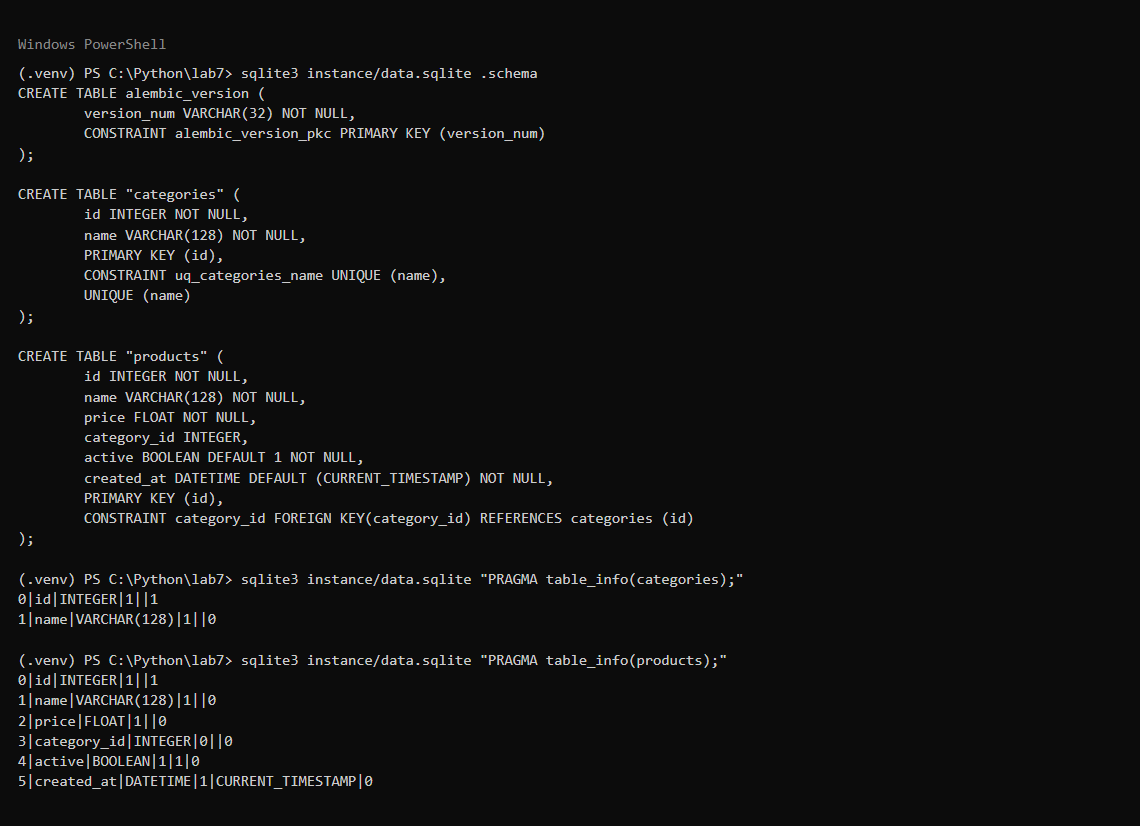 Windows PowerShell
(.venv) PS C:\Python\lab7> sqlite3 instance/data.sqlite .schema
CREATE TABLE alembic_version (
        version_num VARCHAR(32) NOT NULL,
        CONSTRAINT alembic_version_pkc PRIMARY KEY (version_num)
);

CREATE TABLE "categories" (
        id INTEGER NOT NULL,
        name VARCHAR(128) NOT NULL,
        PRIMARY KEY (id),
        CONSTRAINT uq_categories_name UNIQUE (name),
        UNIQUE (name)
);

CREATE TABLE "products" (
        id INTEGER NOT NULL,
        name VARCHAR(128) NOT NULL,
        price FLOAT NOT NULL,
        category_id INTEGER,
        active BOOLEAN DEFAULT 1 NOT NULL,
        created_at DATETIME DEFAULT (CURRENT_TIMESTAMP) NOT NULL,
        PRIMARY KEY (id),
        CONSTRAINT category_id FOREIGN KEY(category_id) REFERENCES categories (id)
);

(.venv) PS C:\Python\lab7> sqlite3 instance/data.sqlite "PRAGMA table_info(categories);"
0|id|INTEGER|1||1
1|name|VARCHAR(128)|1||0

(.venv) PS C:\Python\lab7> sqlite3 instance/data.sqlite "PRAGMA table_info(products);"
0|id|INTEGER|1||1
1|name|VARCHAR(128)|1||0
2|price|FLOAT|1||0
3|category_id|INTEGER|0||0
4|active|BOOLEAN|1|1|0
5|created_at|DATETIME|1|CURRENT_TIMESTAMP|0